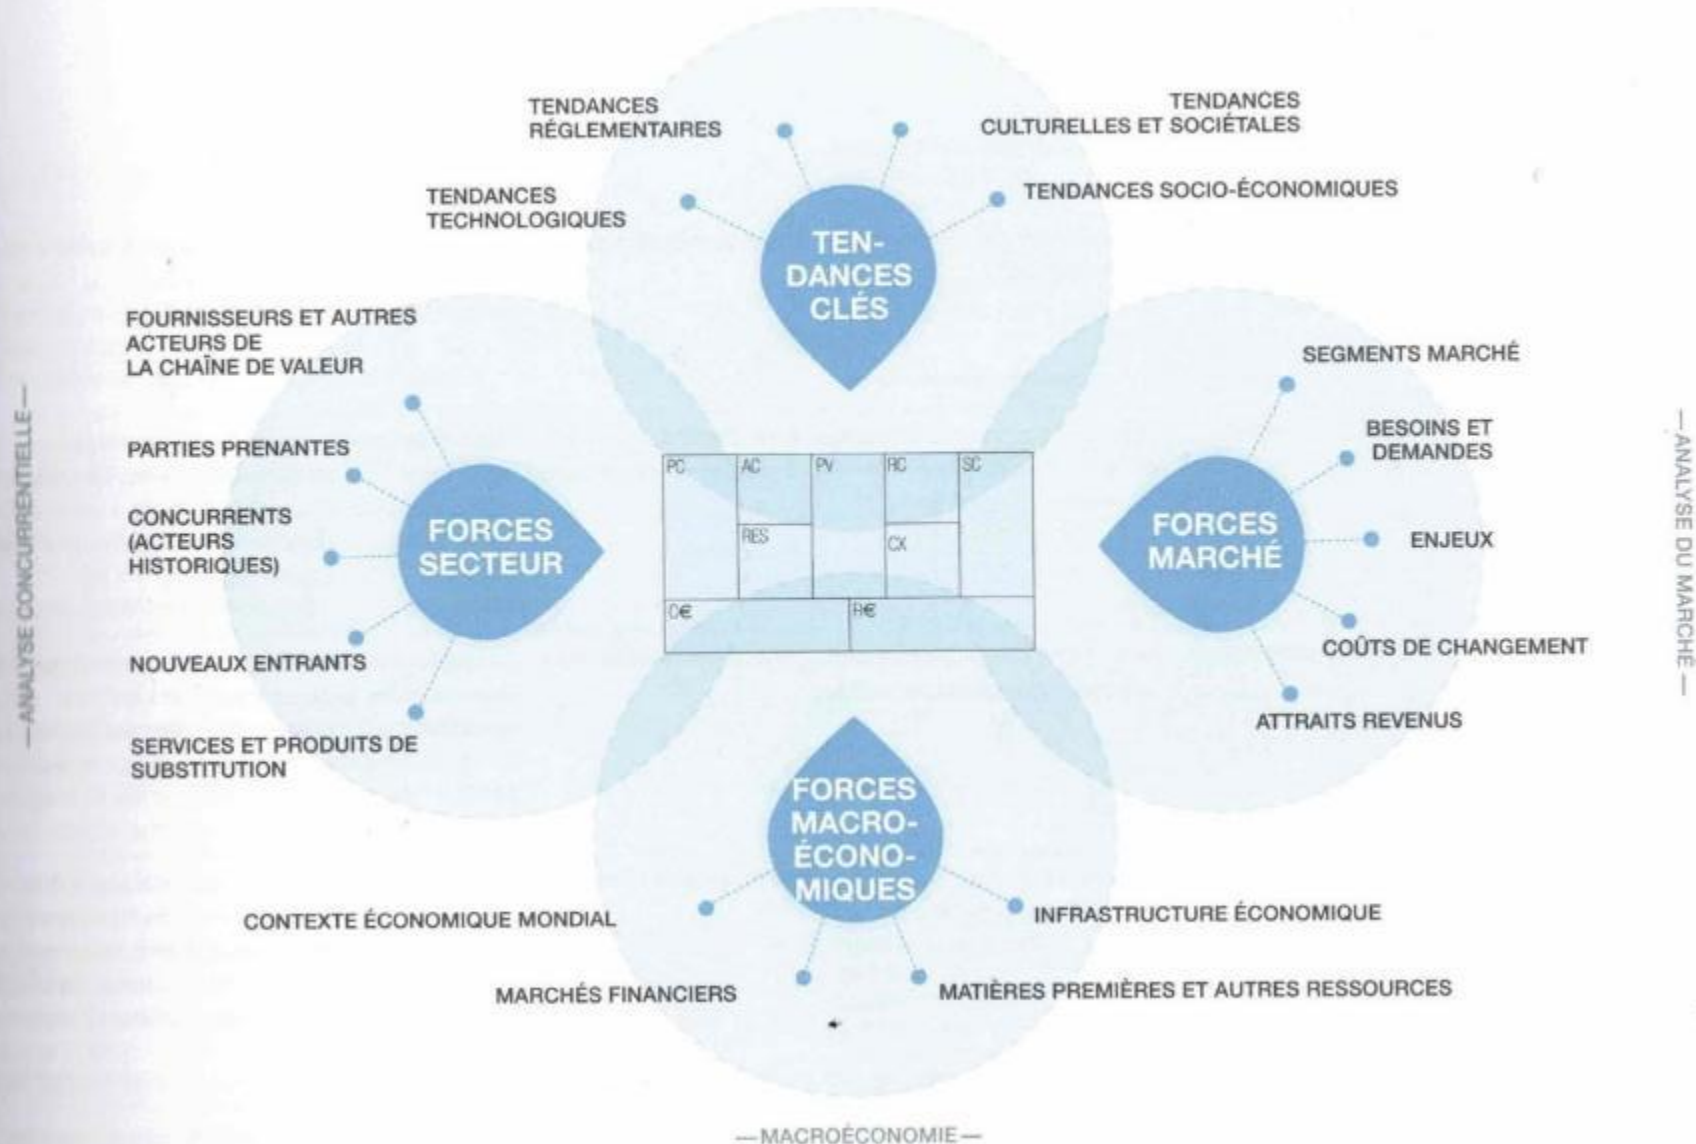 TENDANCES
RÉGLEMENTAIRES
TENDANCES
CULTURELLES ET SOCIÉTALES
TENDANCES
TECHNOLOGIQUES
TENDANCES SOCIO-ÉCONOMIQUES
TEN-
DANCES
CLÉS
FOURNISSEURS ET AUTRES
ACTEURS DE
LA CHAÎNE DE VALEUR
PARTIES PRENANTES
CONCURRENTS
(ACTEURS
HISTORIQUES)
NOUVEAUX ENTRANTS
SERVICES ET PRODUITS DE
SUBSTITUTION
FORCES
SECTEUR
—ANALYSE CONCURRENTIELLE—
PC
AC
PV
RC
SC
RES
CX
C€
R€
FORCES
MARCHÉ
SEGMENTS MARCHÉ
BESOINS ET
DEMANDES
ENJEUX
COÛTS DE CHANGEMENT
ATTRAITS REVENUS
—ANALYSE DU MARCHÉ—
FORCES
MACRO-
ÉCONO-
MIQUES
CONTEXTE ÉCONOMIQUE MONDIAL
INFRASTRUCTURE ÉCONOMIQUE
MARCHÉS FINANCIERS
MATIÈRES PREMIÈRES ET AUTRES RESSOURCES
—MACROÉCONOMIE—